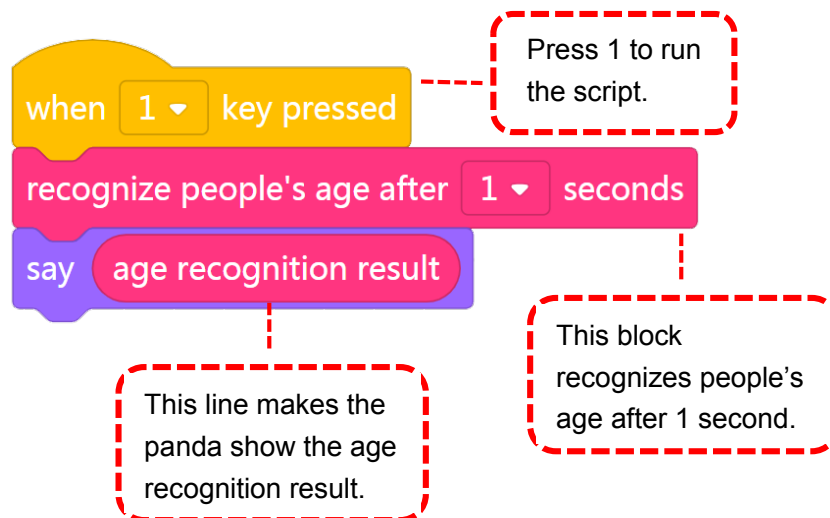 Press 1 to run
the script.
when 1 key pressed
recognize people's age after 1 seconds
say age recognition result
This block
recognizes people’s
age after 1 second.
This line makes the
panda show the age
recognition result.